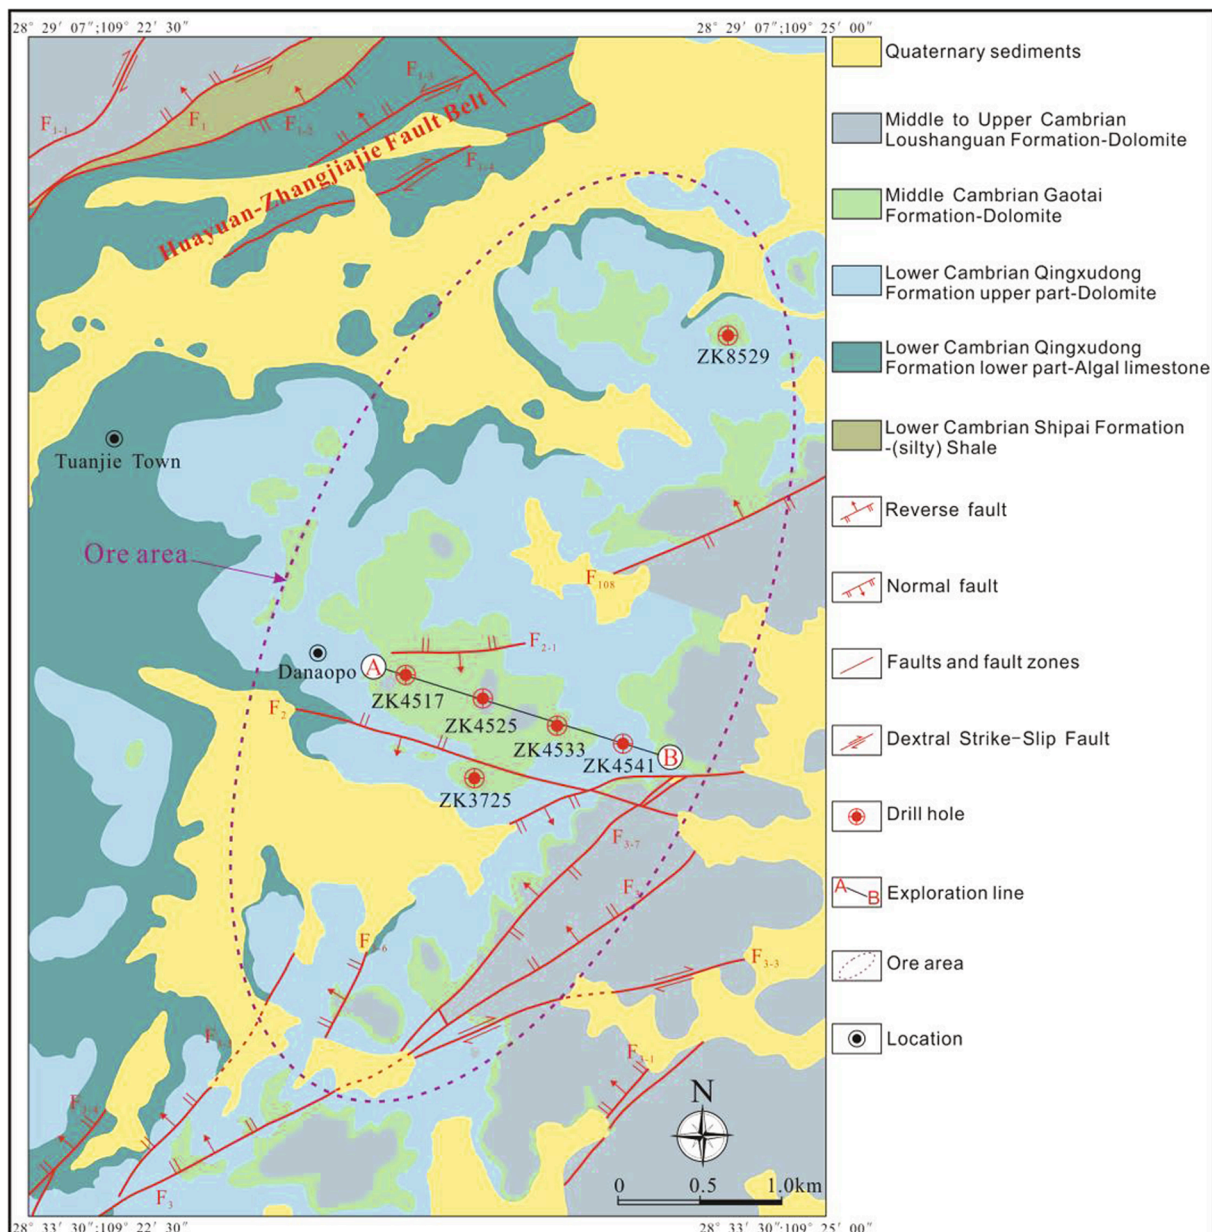 28° 29′ 07″;109° 22′ 30″
28° 29′ 07″;109° 25′ 00″
F1-1
F1
F1-2
F1-3
F1-4
Huayuan-Zhangjiajie Fault Belt
ZK8529
Tuanjie Town
Ore area
F108
F2-1
Danaopo
A
ZK4517
ZK4525
ZK4533
ZK4541
B
F2
ZK3725
F3-7
F3-3
F3-1
F3-4
F3
N
0 0.5 1.0km
28° 33′ 30″;109° 22′ 30″
28° 33′ 30″;109° 25′ 00″
Quaternary sediments
Middle to Upper Cambrian
Loushanguan Formation-Dolomite
Middle Cambrian Gaotai
Formation-Dolomite
Lower Cambrian Qingxudong
Formation upper part-Dolomite
Lower Cambrian Qingxudong
Formation lower part-Algal limestone
Lower Cambrian Shipai Formation
-(silty) Shale
Reverse fault
Normal fault
Faults and fault zones
Dextral Strike-Slip Fault
Drill hole
A
B
Exploration line
Ore area
Location